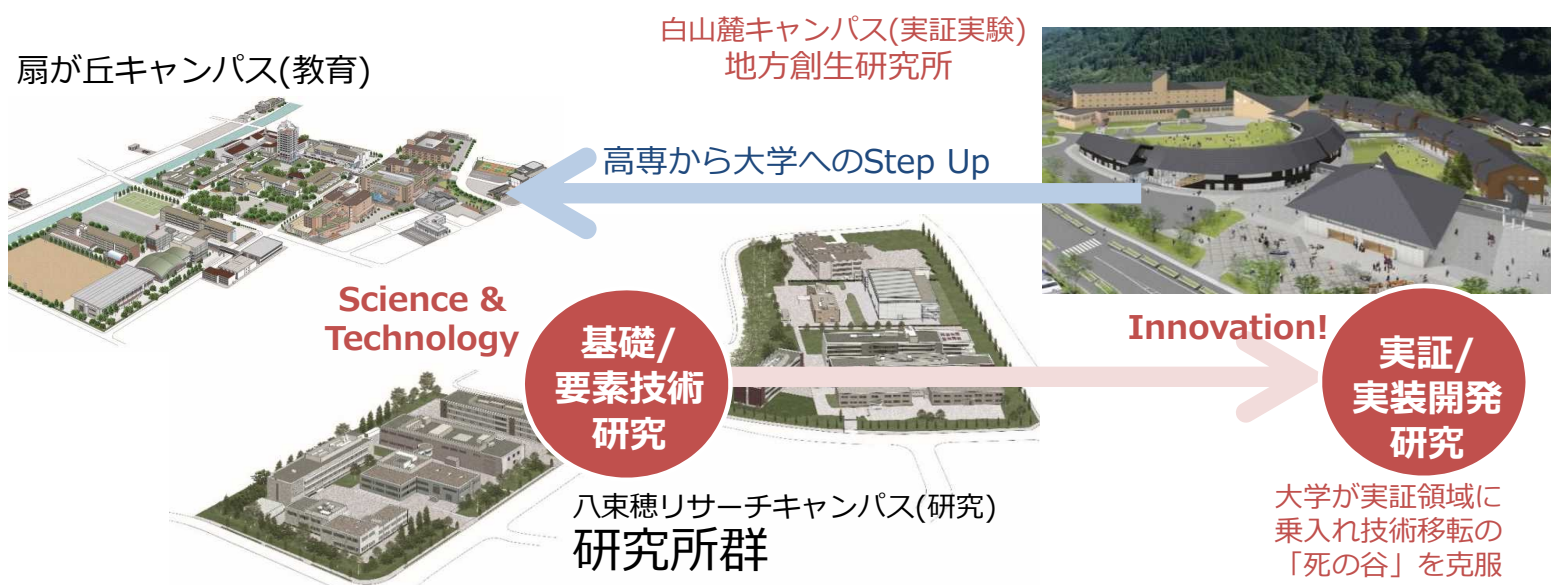 白山麓キャンパス(実証実験)
地方創生研究所
扇が丘キャンパス(教育)
高専から大学へのStep Up
Science &
Technology
基礎/
要素技術
研究
Innovation!
実証/
実装開発
研究
八束穂リサーチキャンパス(研究)
研究所群
大学が実証領域に
乗入れ技術移転の
「死の谷」を克服